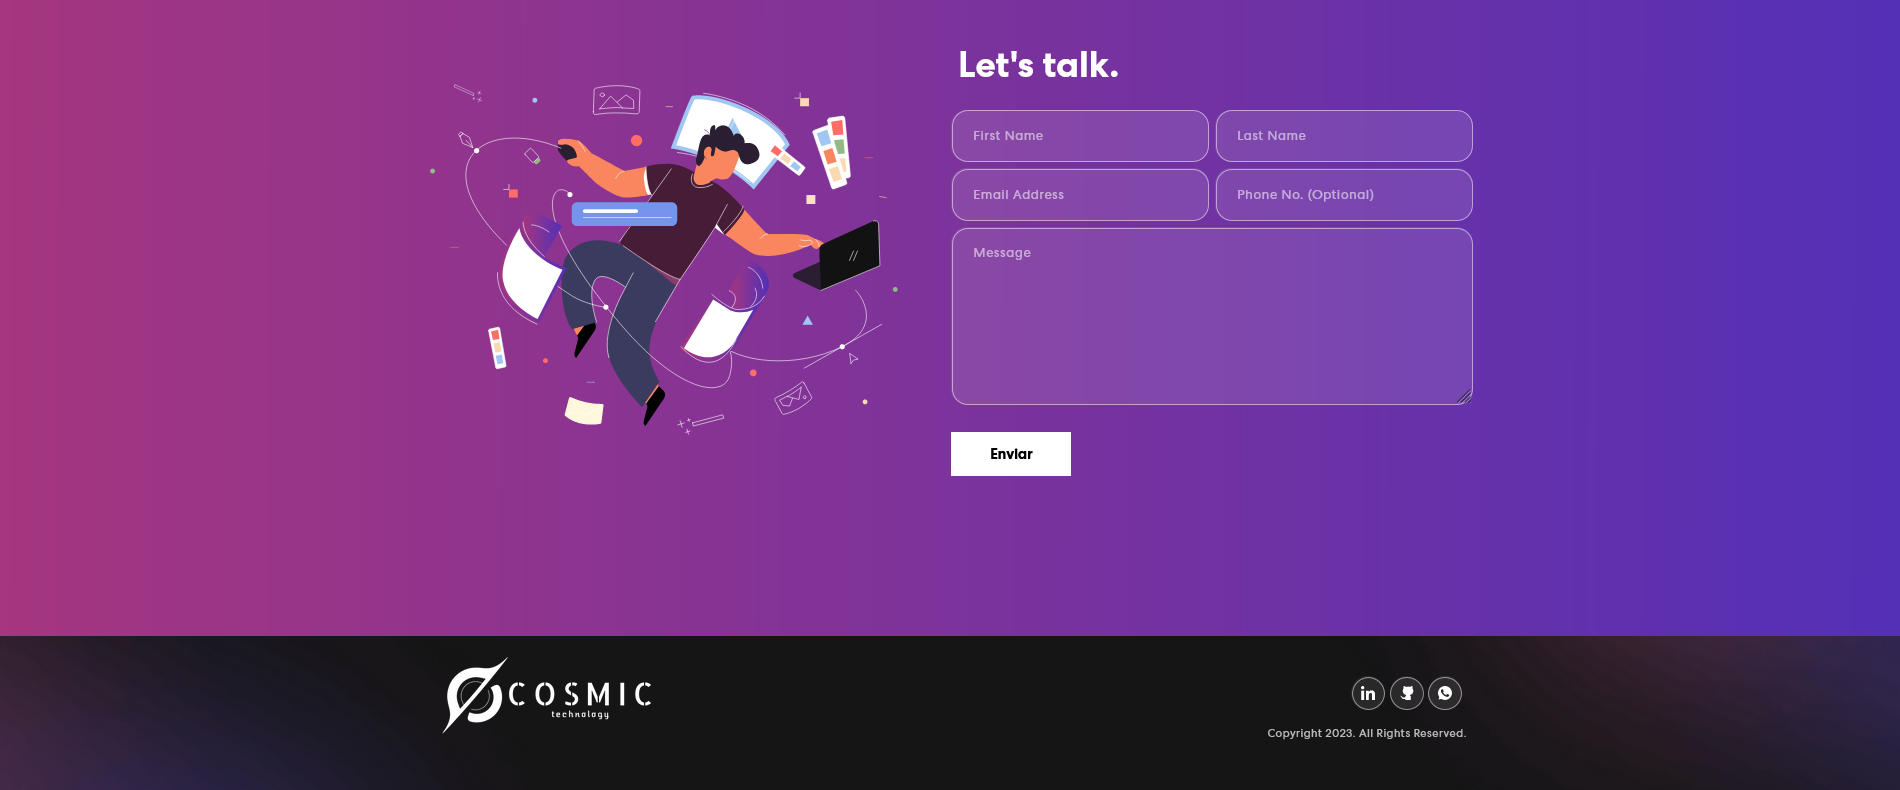 Let's talk.
First Name
Last Name
Email Address
Phone No. (Optional)
Message
Enviar
COSMIC
technology
Copyright 2023. All Rights Reserved.